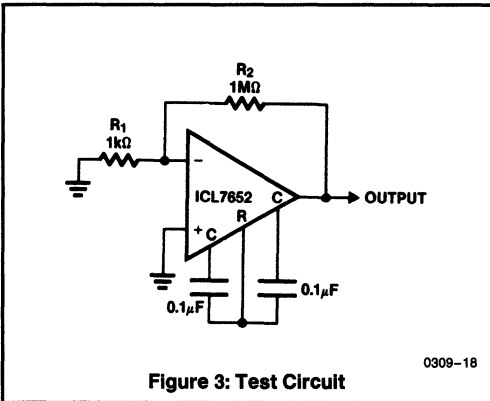 R2
1MΩ
R1
1kΩ
−
ICL7652
C
OUTPUT
R
+
C
0.1μF
0.1μF
0309–18
Figure 3: Test Circuit